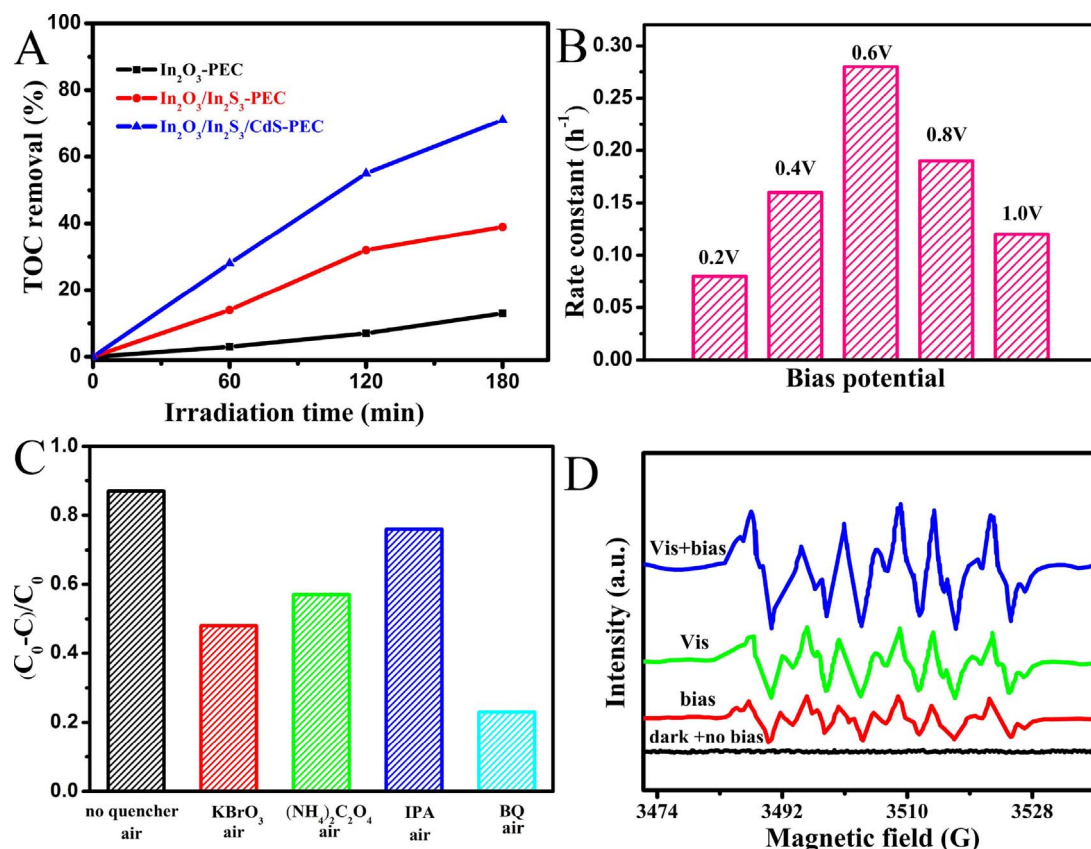 A
TOC removal (%)
100
80
60
40
20
0
In₂O₃-PEC
In₂O₃/In₂S₃-PEC
In₂O₃/In₂S₃/CdS-PEC
0 60 120 180
Irradiation time (min)
B
Rate constant (h⁻¹)
0.30
0.25
0.20
0.15
0.10
0.05
0.00
0.2V
0.4V
0.6V
0.8V
1.0V
Bias potential
C
(C₀-C)/C₀
1.0
0.8
0.6
0.4
0.2
0.0
no quencher KBrO₃ (NH₄)₂C₂O₄ IPA BQ
air air air air air
D
Intensity (a.u.)
Vis+bias
Vis
bias
dark +no bias
3474 3492 3510 3528
Magnetic field (G)